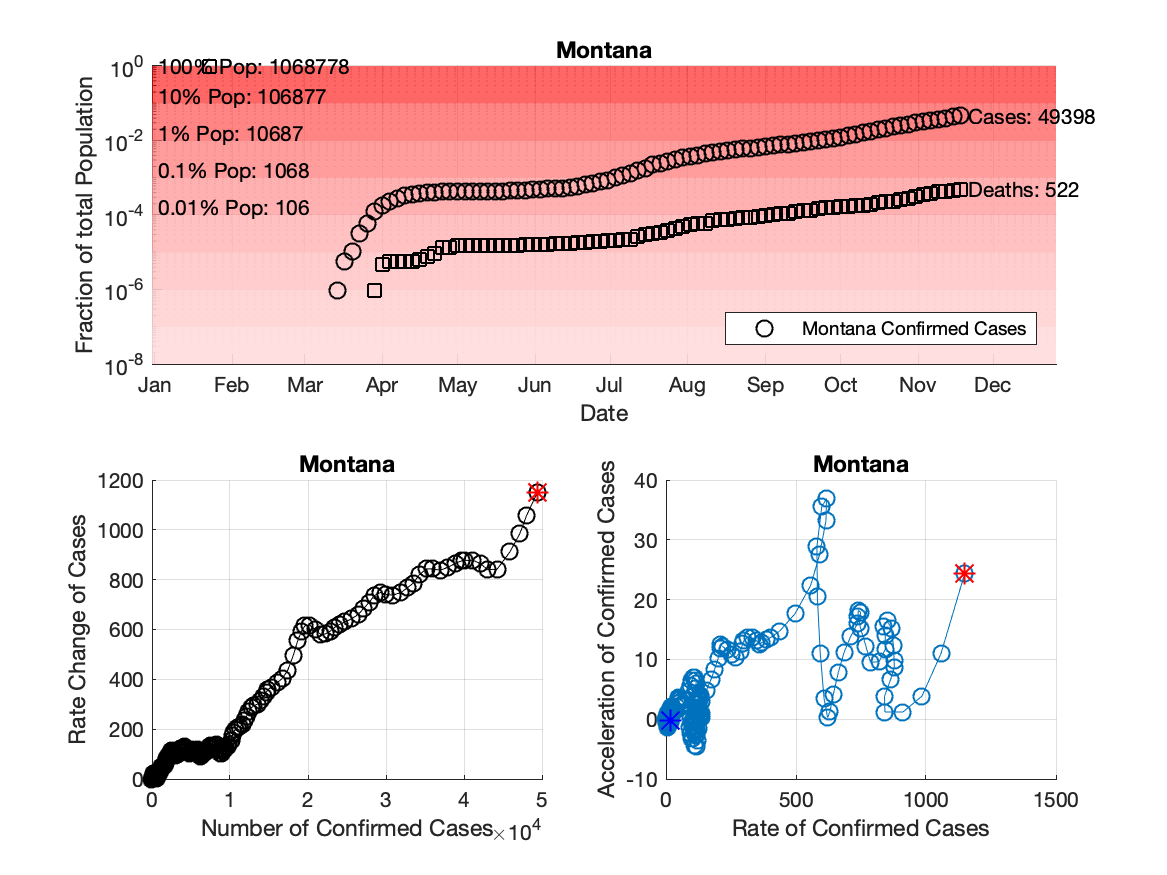 Montana
Fraction of total Population
10^0
10^-2
10^-4
10^-6
10^-8
100% Pop: 1068778
10% Pop: 106877
1% Pop: 10687
0.1% Pop: 1068
0.01% Pop: 106
Cases: 49398
Deaths: 522
Montana Confirmed Cases
Jan Feb Mar Apr May Jun Jul Aug Sep Oct Nov Dec
Date
Montana
Rate Change of Cases
1200
1000
800
600
400
200
0
0 1 2 3 4 5
Number of Confirmed Cases
×10^4
Montana
Acceleration of Confirmed Cases
40
30
20
10
0
-10
0 500 1000 1500
Rate of Confirmed Cases